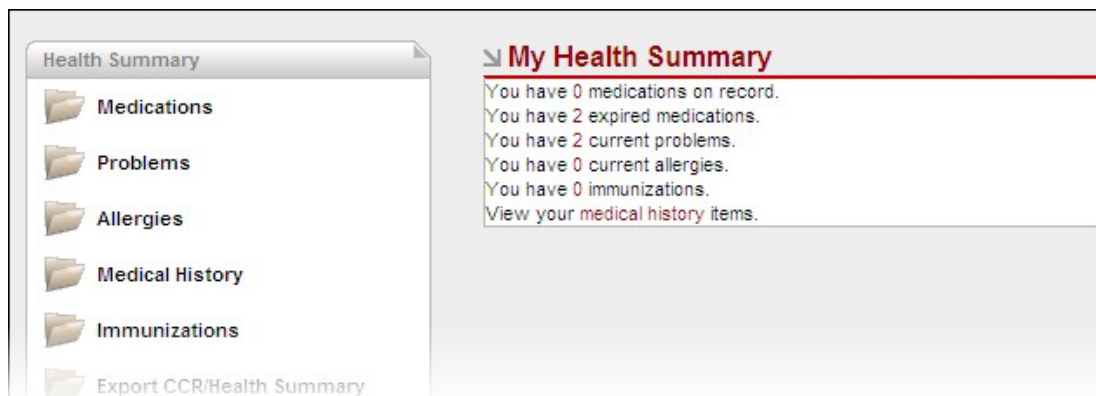 Health Summary
Medications
Problems
Allergies
Medical History
Immunizations
Export CCR/Health Summary
My Health Summary
You have 0 medications on record.
You have 2 expired medications.
You have 2 current problems.
You have 0 current allergies.
You have 0 immunizations.
View your medical history items.